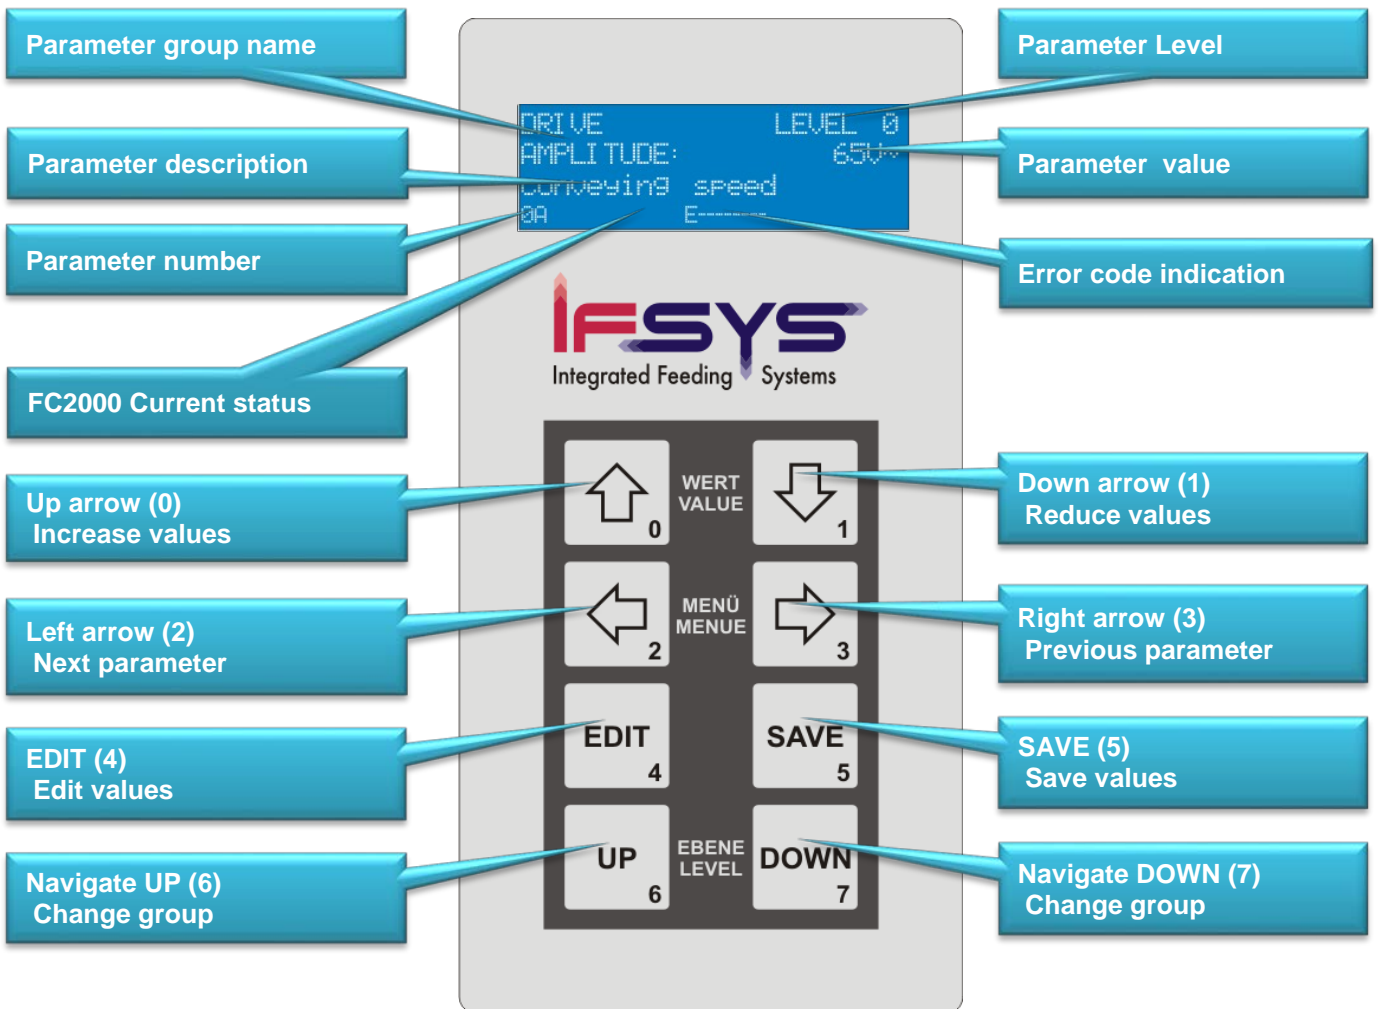 Parameter group name
Parameter Level
Parameter description
Parameter value
Parameter number
Error code indication
FC2000 Current status
DRIVE LEVEL 0
AMPLITUDE: 65V~
Conveying speed
0A E-------
IFSYS
Integrated Feeding Systems
Up arrow (0)
Increase values
Down arrow (1)
Reduce values
0
WERT
VALUE
1
Left arrow (2)
Next parameter
Right arrow (3)
Previous parameter
2
MENÜ
MENUE
3
EDIT (4)
Edit values
SAVE (5)
Save values
EDIT
4
SAVE
5
Navigate UP (6)
Change group
Navigate DOWN (7)
Change group
UP
6
EBENE
LEVEL
DOWN
7